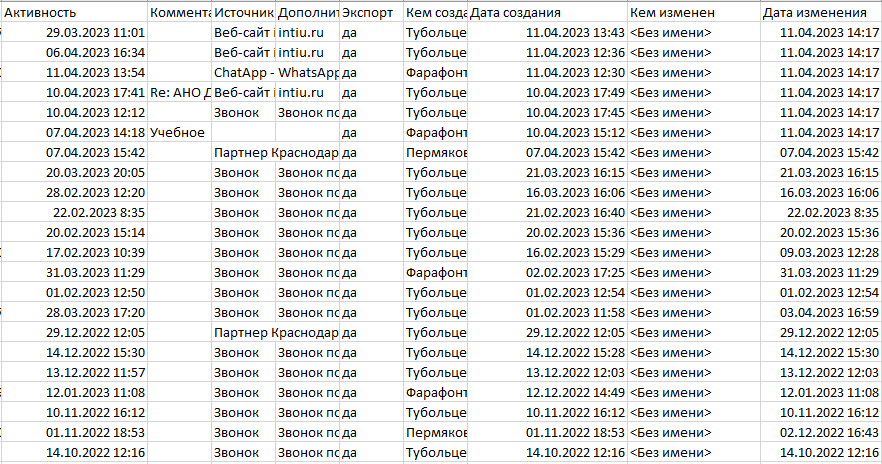 Активность Коммента Источник Дополнит Экспорт Кем созда Дата создания Кем изменен Дата изменения
29.03.2023 11:01 Веб-сайт i intiu.ru да Тубольце 11.04.2023 13:43 <Без имени> 11.04.2023 14:17
06.04.2023 16:34 Веб-сайт i intiu.ru да Тубольце 11.04.2023 12:36 <Без имени> 11.04.2023 14:17
11.04.2023 13:54 ChatApp - WhatsApp да Фарафонт 11.04.2023 12:30 <Без имени> 11.04.2023 14:17
10.04.2023 17:41 Re: АНО Д Веб-сайт i intiu.ru да Тубольце 10.04.2023 17:49 <Без имени> 11.04.2023 14:17
10.04.2023 12:12 Звонок Звонок по да Тубольце 10.04.2023 17:45 <Без имени> 11.04.2023 14:17
07.04.2023 14:18 Учебное да Фарафонт 10.04.2023 15:12 <Без имени> 11.04.2023 14:17
07.04.2023 15:42 Партнер Краснодар да Пермяков 07.04.2023 15:42 <Без имени> 07.04.2023 15:42
20.03.2023 20:05 Звонок Звонок по да Тубольце 21.03.2023 16:15 <Без имени> 21.03.2023 16:15
28.02.2023 12:20 Звонок Звонок по да Тубольце 16.03.2023 16:06 <Без имени> 16.03.2023 16:06
22.02.2023 8:35 Звонок Звонок по да Тубольце 21.02.2023 16:40 <Без имени> 22.02.2023 8:35
20.02.2023 15:14 Звонок Звонок по да Тубольце 20.02.2023 15:36 <Без имени> 20.02.2023 15:36
17.02.2023 10:39 Звонок Звонок по да Тубольце 16.02.2023 15:29 <Без имени> 09.03.2023 12:28
31.03.2023 11:29 Звонок Звонок по да Фарафонт 02.02.2023 17:25 <Без имени> 31.03.2023 11:29
01.02.2023 12:50 Звонок Звонок по да Тубольце 01.02.2023 12:54 <Без имени> 01.02.2023 12:54
28.03.2023 17:20 Звонок Звонок по да Тубольце 01.02.2023 11:58 <Без имени> 03.04.2023 16:59
29.12.2022 12:05 Партнер Краснодар да Тубольце 29.12.2022 12:05 <Без имени> 29.12.2022 12:05
14.12.2022 15:30 Звонок Звонок по да Тубольце 14.12.2022 15:28 <Без имени> 14.12.2022 15:30
13.12.2022 11:57 Звонок Звонок по да Тубольце 13.12.2022 12:03 <Без имени> 13.12.2022 12:03
12.01.2023 11:08 Звонок Звонок по да Фарафонт 12.12.2022 14:49 <Без имени> 12.01.2023 11:08
10.11.2022 16:12 Звонок Звонок по да Тубольце 10.11.2022 16:12 <Без имени> 10.11.2022 16:12
01.11.2022 18:53 Звонок Звонок по да Пермяков 01.11.2022 18:53 <Без имени> 02.12.2022 16:43
14.10.2022 12:16 Звонок Звонок по да Тубольце 14.10.2022 12:16 <Без имени> 14.10.2022 12:16